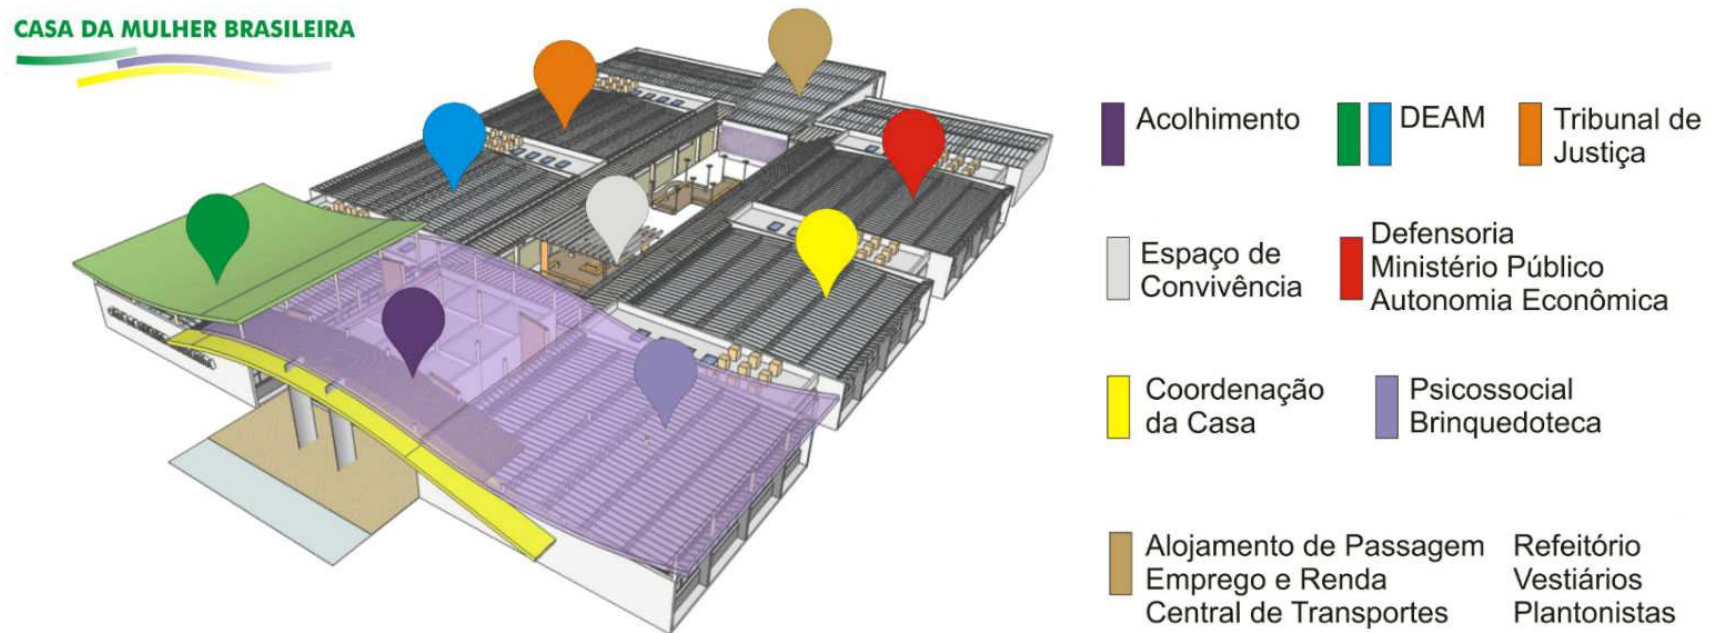 CASA DA MULHER BRASILEIRA
Acolhimento
DEAM
Tribunal de
Justiça
Espaço de
Convivência
Defensoria
Ministério Público
Autonomia Econômica
Coordenação
da Casa
Psicossocial
Brinquedoteca
Alojamento de Passagem
Emprego e Renda
Central de Transportes
Refeitório
Vestiários
Plantonistas